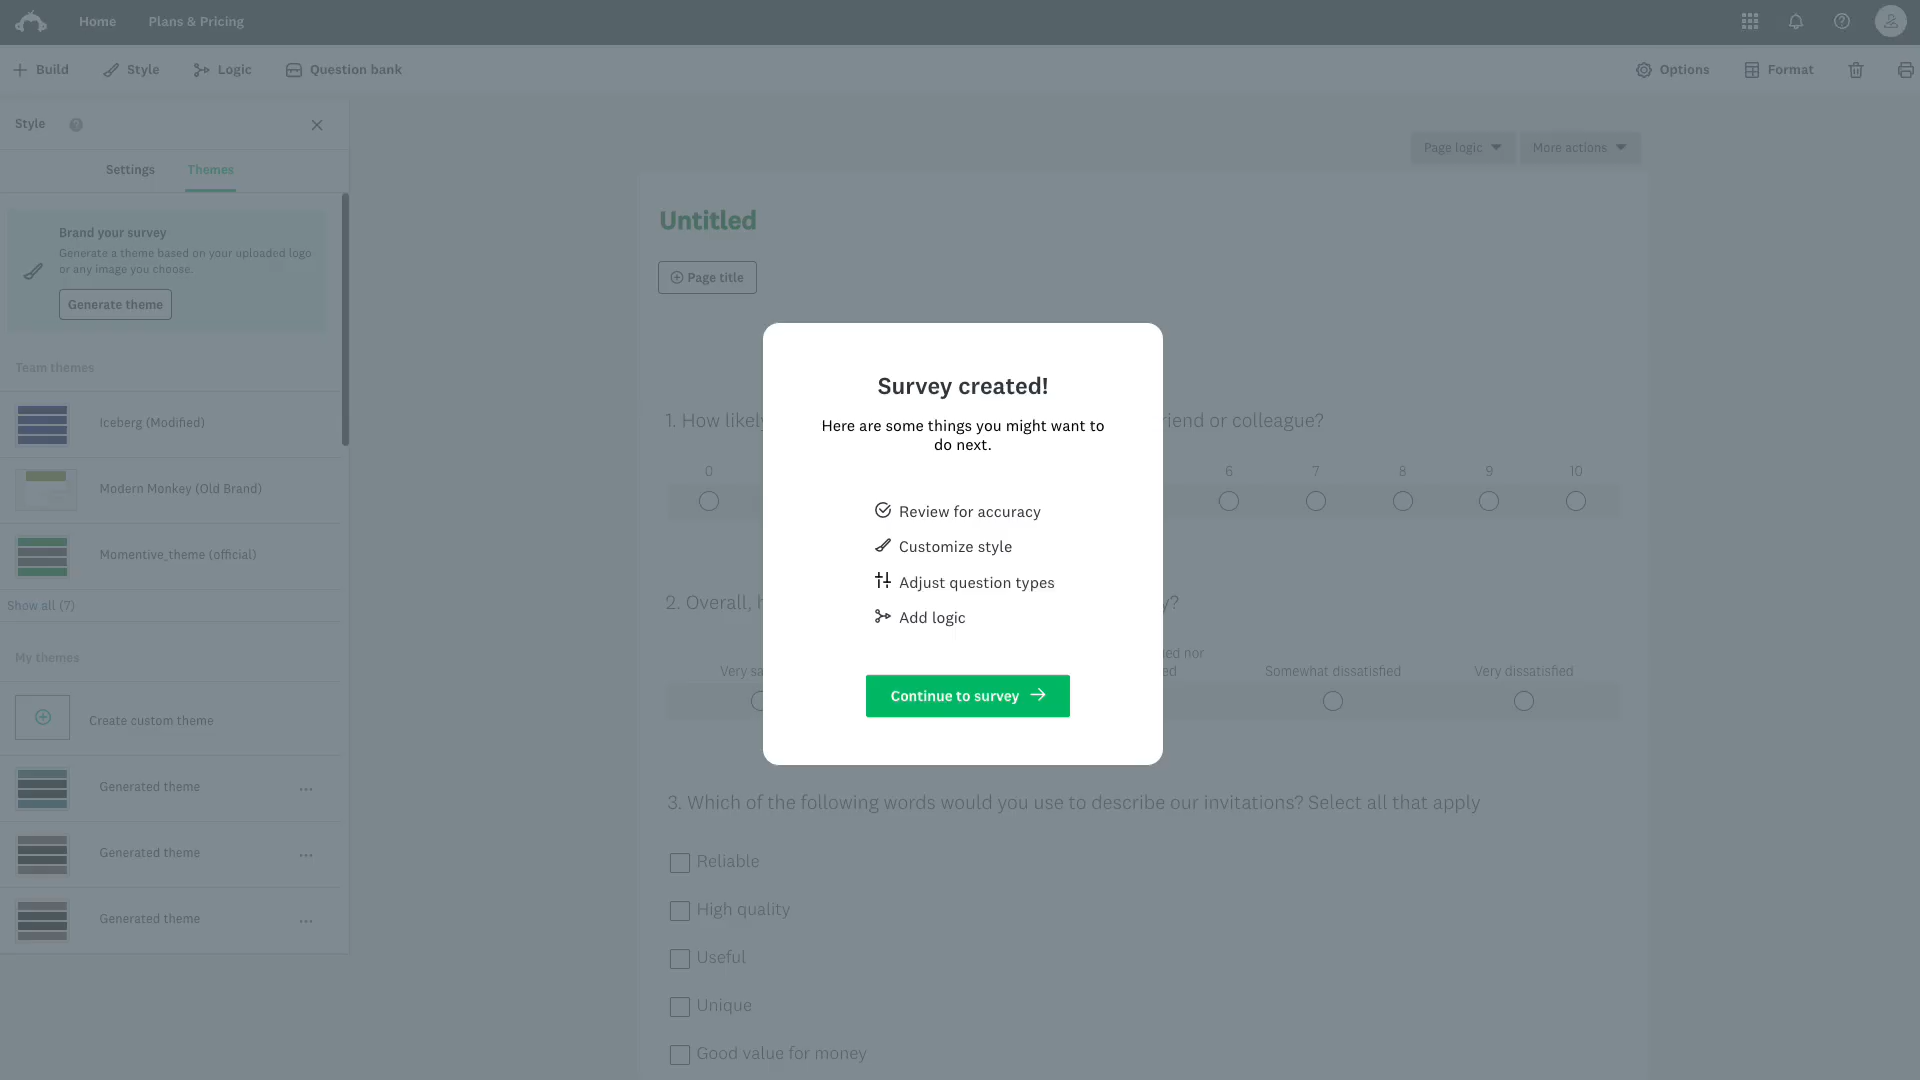 Home
Plans & Pricing
Build
Style
Logic
Question bank
Options
Format
Style
Settings
Themes
Brand your survey
Generate a theme based on your uploaded logo
or any image you choose.
Generate theme
Team themes
Iceberg (Modified)
Modern Monkey (Old Brand)
Momentive_theme (official)
Show all (7)
My themes
Create custom theme
Generated theme
Generated theme
Generated theme
Page logic
More actions
Untitled
Page title
1. How likely
riend or colleague?
0
6
7
8
9
10
2. Overall, h
y?
Very sa
ed nor
ed
Somewhat dissatisfied
Very dissatisfied
3. Which of the following words would you use to describe our invitations? Select all that apply
Reliable
High quality
Useful
Unique
Good value for money
Survey created!
Here are some things you might want to
do next.
Review for accuracy
Customize style
Adjust question types
Add logic
Continue to survey